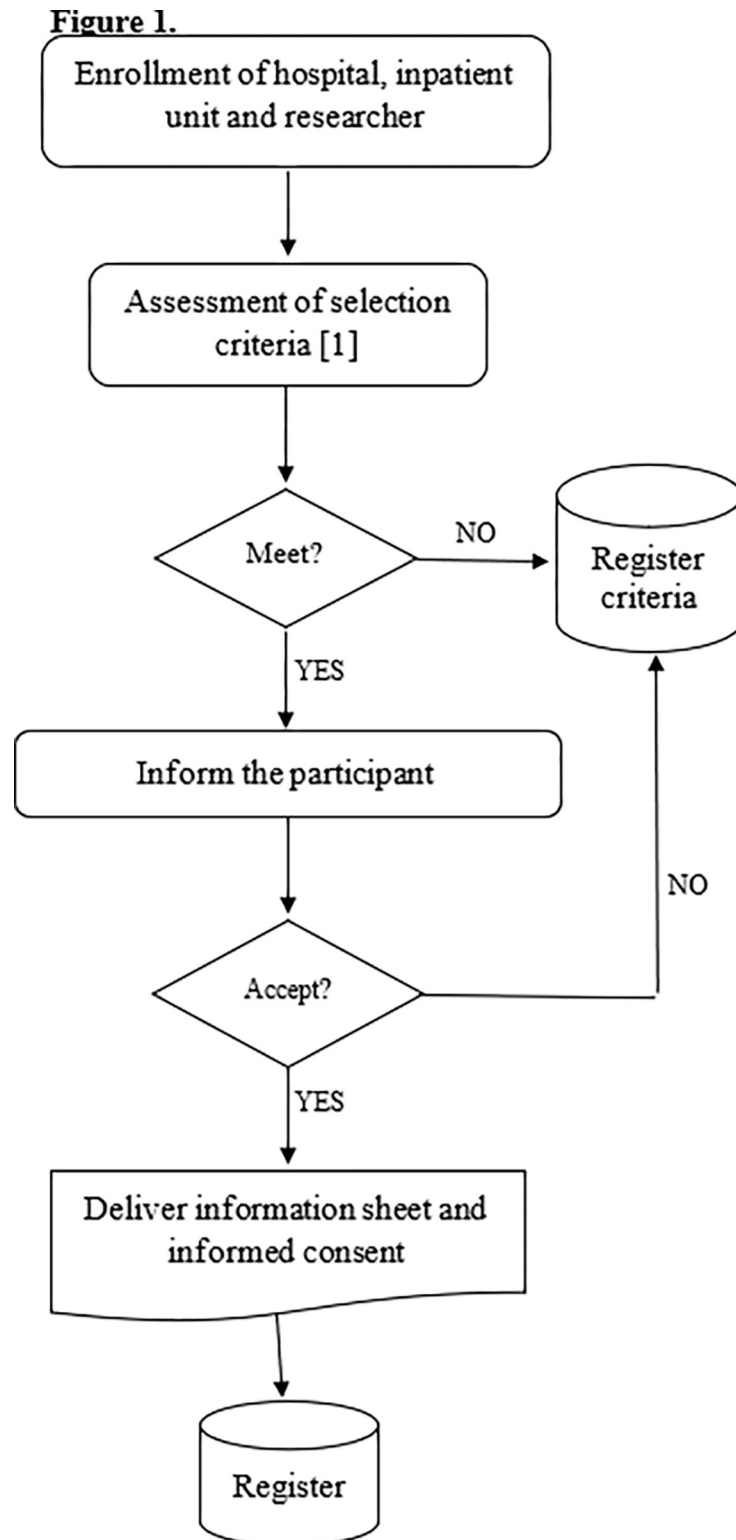 Figure 1.
Enrollment of hospital, inpatient
unit and researcher
Assessment of selection
criteria [1]
Meet?
NO
Register
criteria
YES
Inform the participant
NO
Accept?
YES
Deliver information sheet and
informed consent
Register